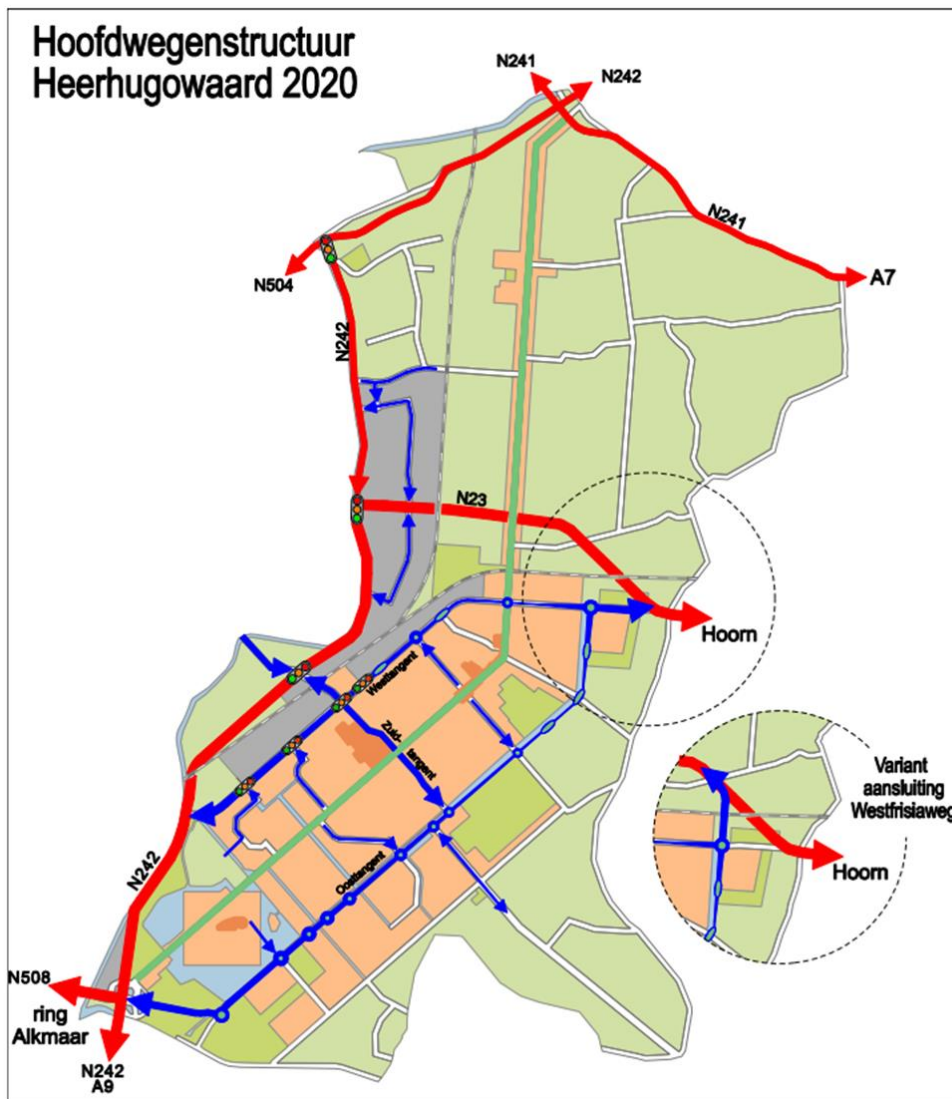 Hoofdwegenstructuur
Heerhugowaard 2020
N241
N242
N241
A7
N504
N242
N23
Hoorn
Westtangent
Zuid-
tangent
Oosttangent
Variant
aansluiting
Westfrisiaweg
Hoorn
N242
N508
ring
Alkmaar
N242
A9